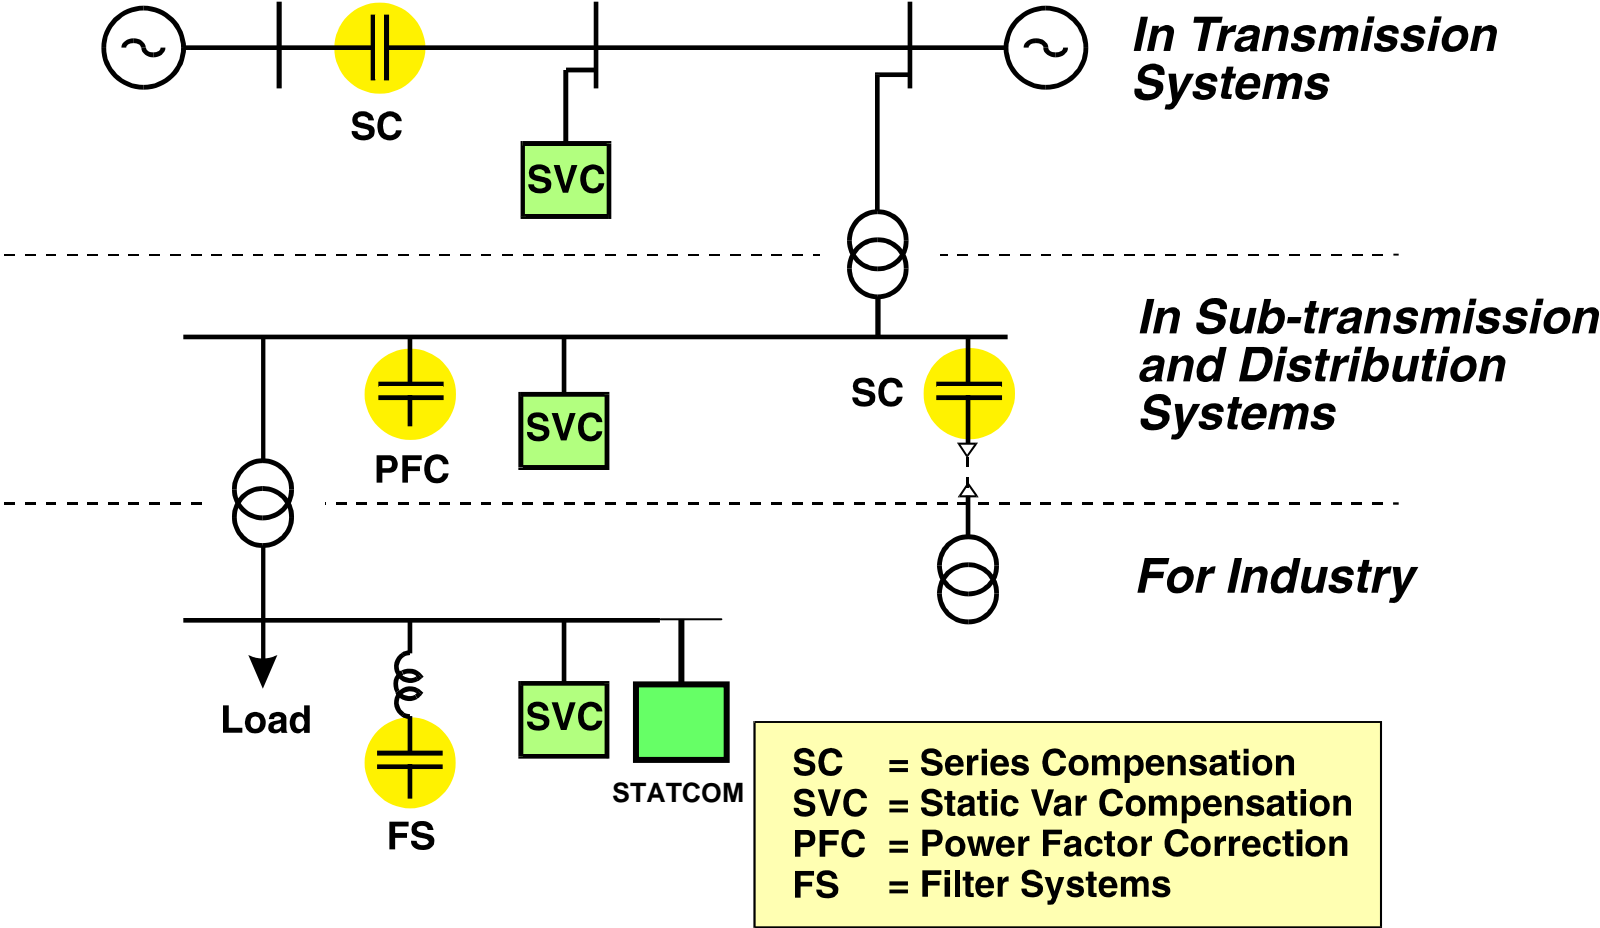 In Transmission
Systems
SC
SVC
In Sub-transmission
and Distribution
Systems
SC
SVC
PFC
For Industry
Load
SVC
STATCOM
FS
SC = Series Compensation
SVC = Static Var Compensation
PFC = Power Factor Correction
FS = Filter Systems